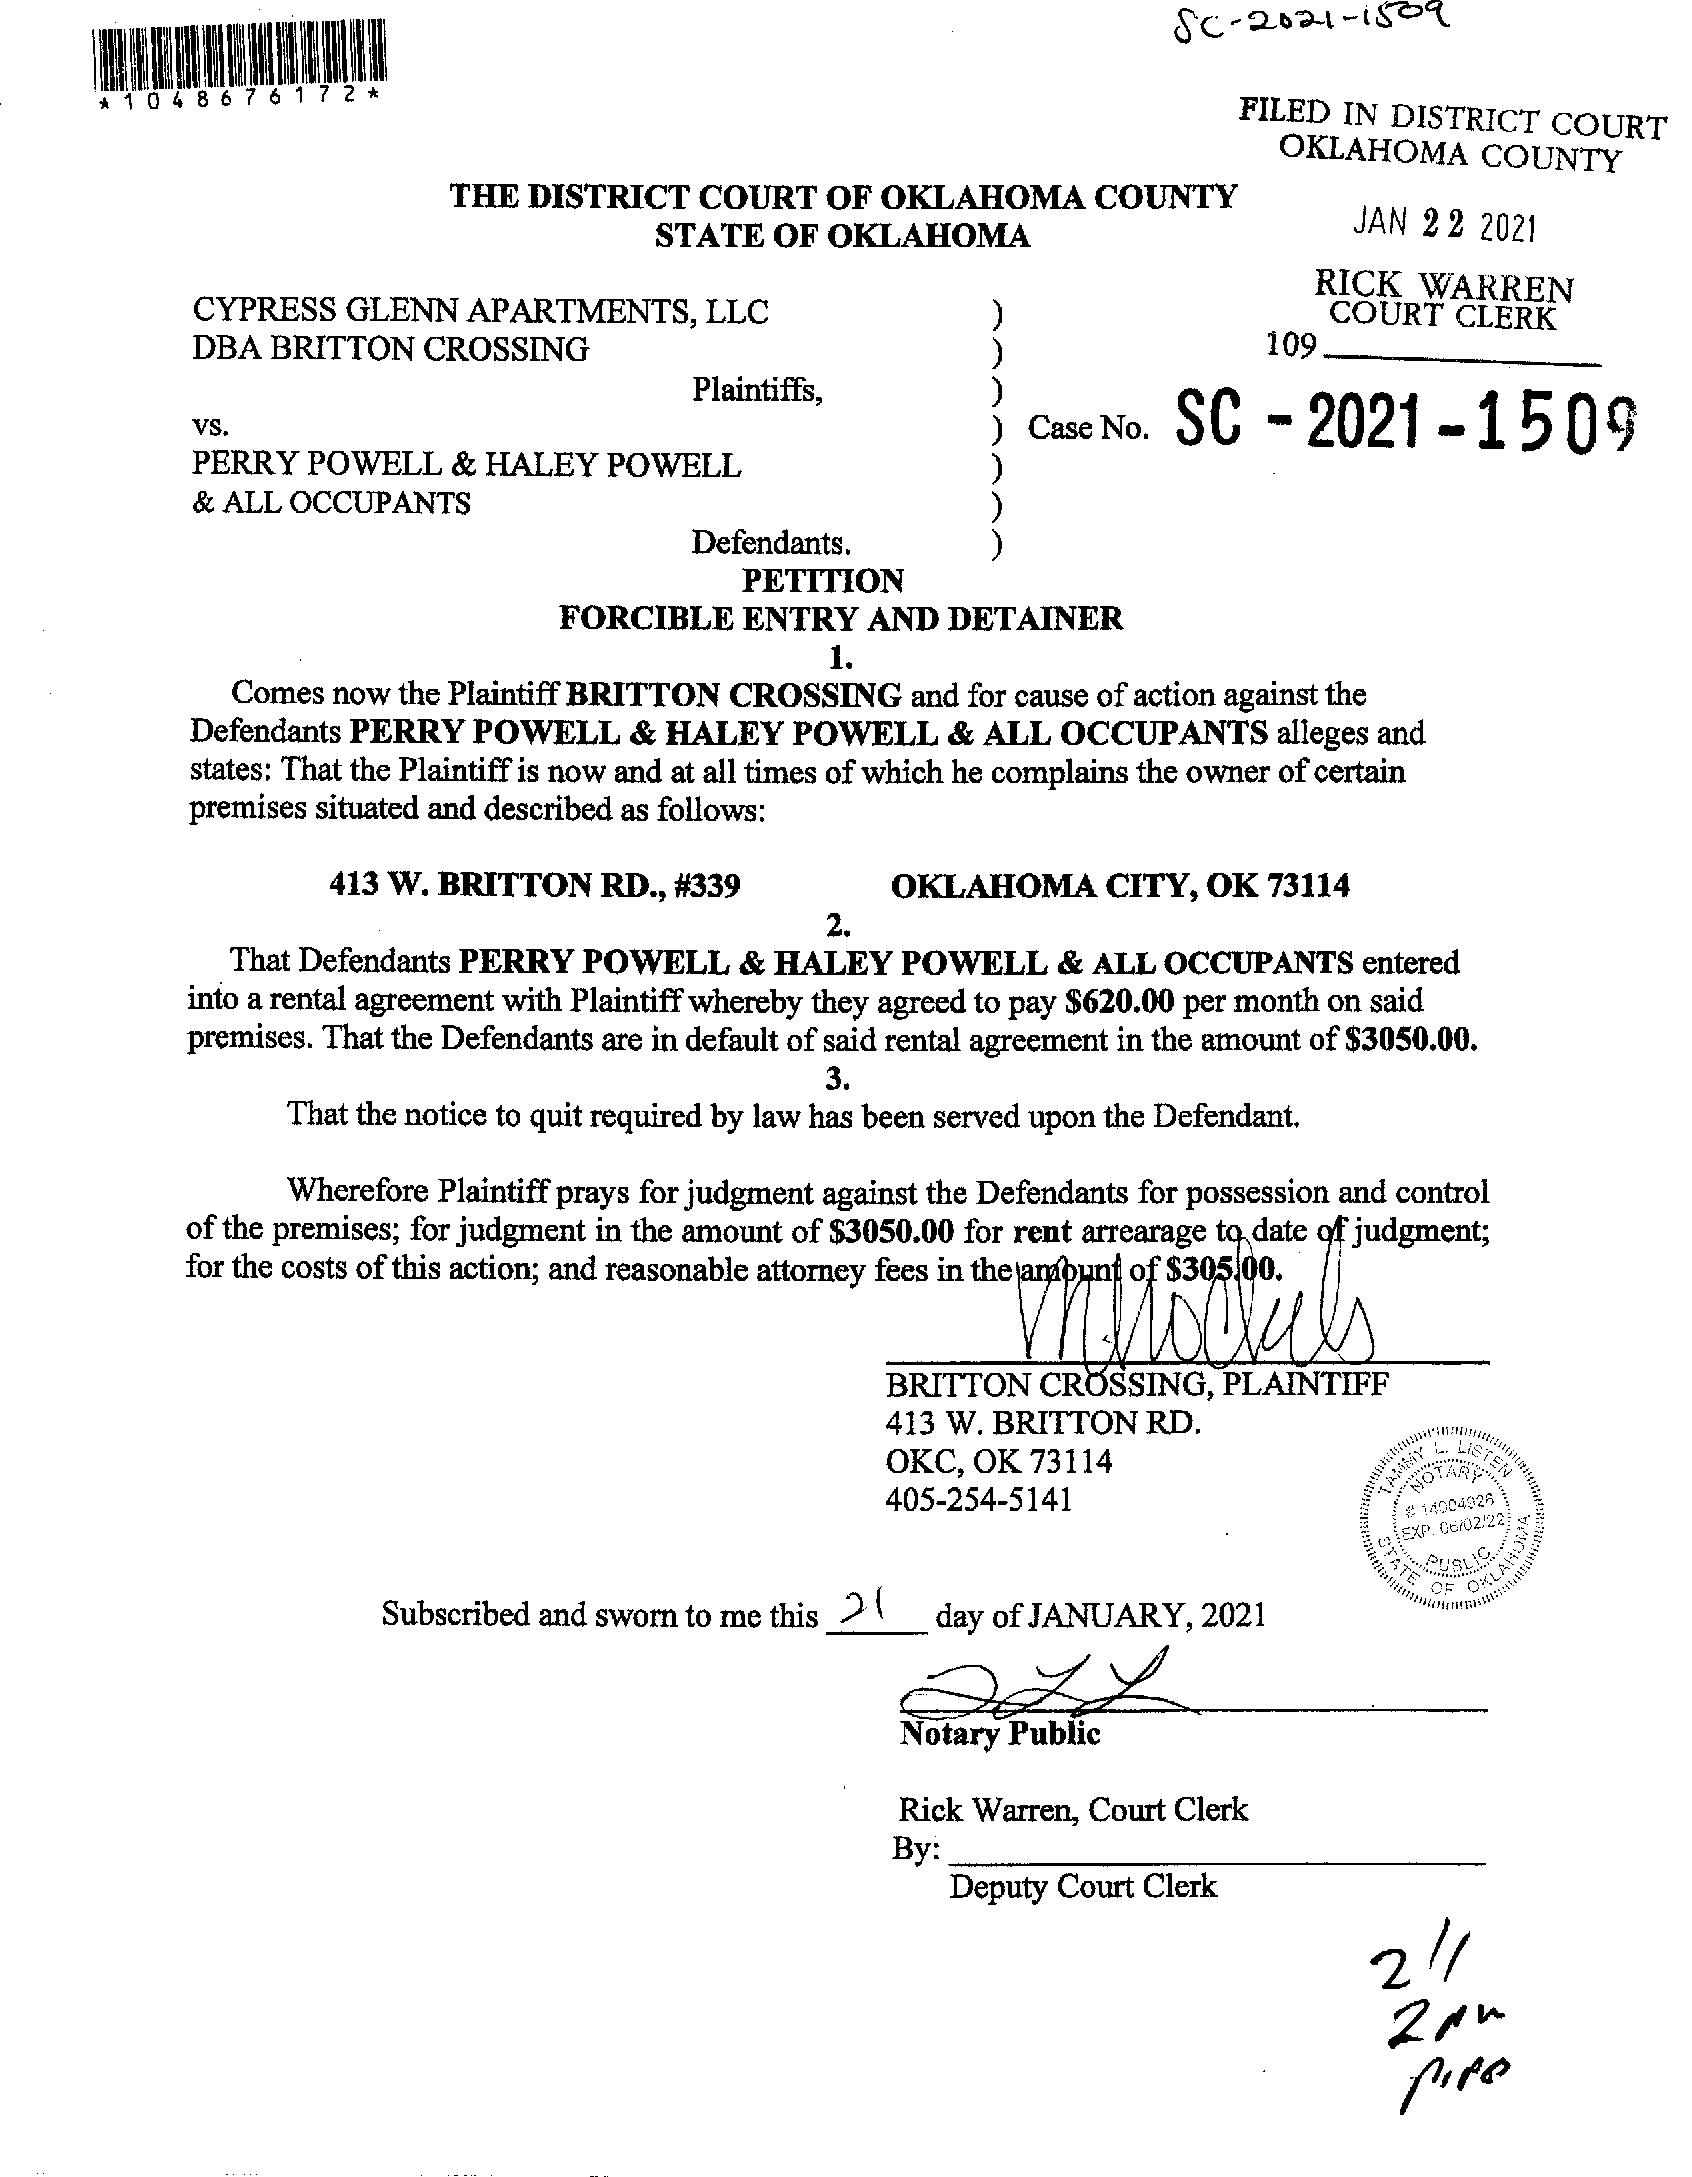 SC-2021-1509
*1048676172*
FILED IN DISTRICT COURT
OKLAHOMA COUNTY
JAN 22 2021
RICK WARREN
COURT CLERK
109
THE DISTRICT COURT OF OKLAHOMA COUNTY
STATE OF OKLAHOMA
CYPRESS GLENN APARTMENTS, LLC )
DBA BRITTON CROSSING )
Plaintiffs, )
vs. ) Case No. SC-2021-1509
PERRY POWELL & HALEY POWELL )
& ALL OCCUPANTS )
Defendants. )
PETITION
FORCIBLE ENTRY AND DETAINER
1.
Comes now the Plaintiff BRITTON CROSSING and for cause of action against the
Defendants PERRY POWELL & HALEY POWELL & ALL OCCUPANTS alleges and
states: That the Plaintiff is now and at all times of which he complains the owner of certain
premises situated and described as follows:
413 W. BRITTON RD., #339 OKLAHOMA CITY, OK 73114
2.
That Defendants PERRY POWELL & HALEY POWELL & ALL OCCUPANTS entered
into a rental agreement with Plaintiff whereby they agreed to pay $620.00 per month on said
premises. That the Defendants are in default of said rental agreement in the amount of $3050.00.
3.
That the notice to quit required by law has been served upon the Defendant.
Wherefore Plaintiff prays for judgment against the Defendants for possession and control
of the premises; for judgment in the amount of $3050.00 for rent arrearage to date of judgment;
for the costs of this action; and reasonable attorney fees in the amount of $305.00.
BRITTON CROSSING, PLAINTIFF
413 W. BRITTON RD.
OKC, OK 73114
405-254-5141
TAMMY L. LISTEN
NOTARY
# 14004926
EXP. 06/02/22
PUBLIC
STATE OF OKLAHOMA
Subscribed and sworn to me this 21 day of JANUARY, 2021
Notary Public
Rick Warren, Court Clerk
By:
Deputy Court Clerk
2 11